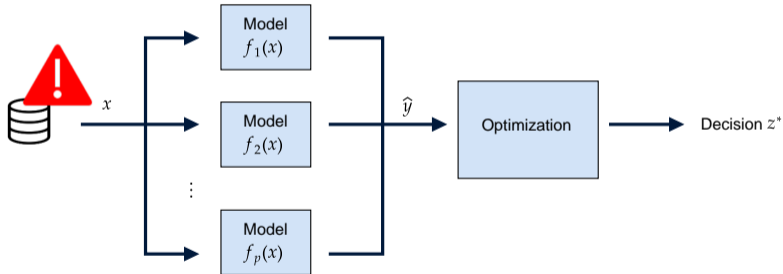 Model
f₁(x)
x
Model
f₂(x)
ŷ
Optimization
Decision z*
⋮
Model
fₚ(x)